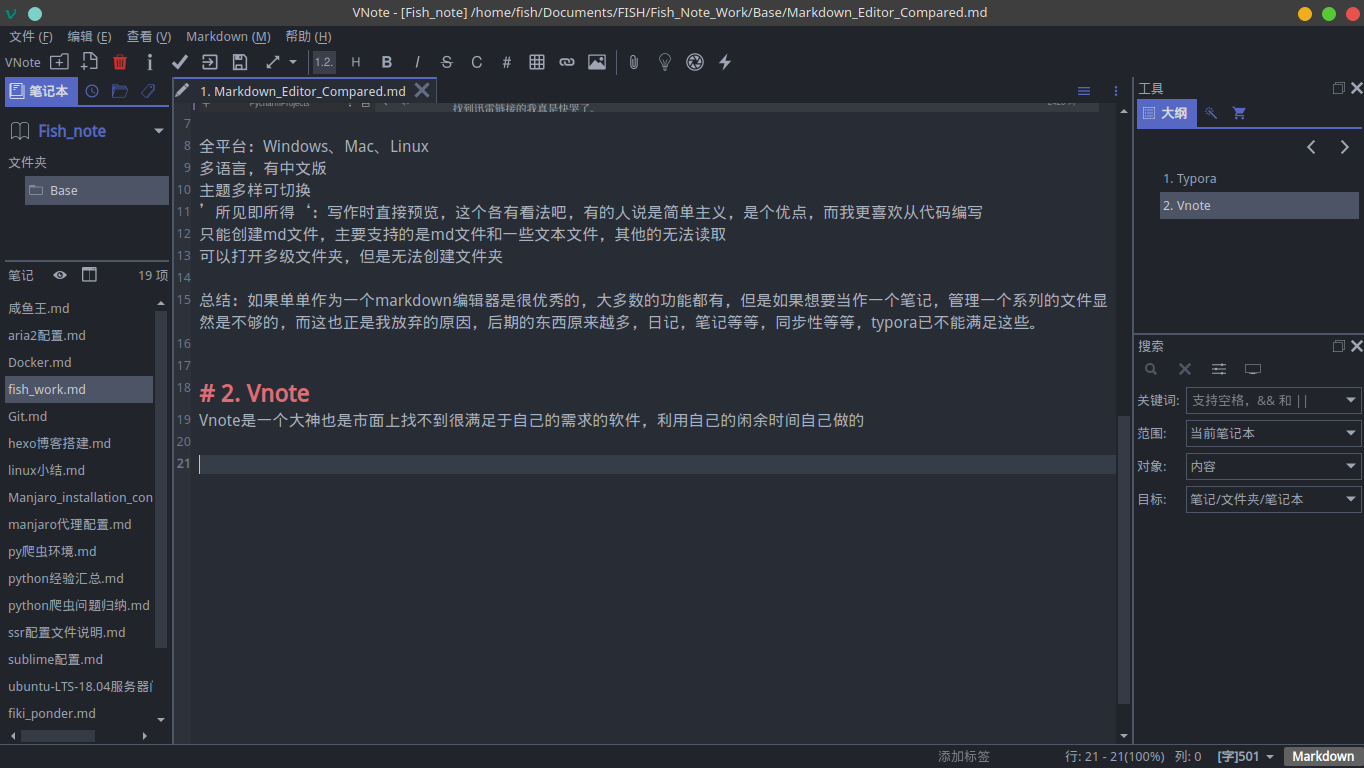 VNote - [Fish_note] /home/fish/Documents/FISH/Fish_Note_Work/Base/Markdown_Editor_Compared.md
文件 (F) 编辑 (E) 查看 (V) Markdown (M) 帮助 (H)
VNote 1.2. H B I S C #
笔记本
1. Markdown_Editor_Compared.md
工具
大纲
Fish_note
文件夹
Base
笔记 19 项
咸鱼王.md
aria2配置.md
Docker.md
fish_work.md
Git.md
hexo博客搭建.md
linux小结.md
Manjaro_installation_con
manjaro代理配置.md
py爬虫环境.md
python经验汇总.md
python爬虫问题归纳.md
ssr配置文件说明.md
sublime配置.md
ubuntu-LTS-18.04服务器
fiki_ponder.md
找到迅雷链接的我真是快哭了。
7
8 全平台：Windows、Mac、Linux
9 多语言，有中文版
10 主题多样可切换
11 ’所见即所得‘：写作时直接预览，这个各有看法吧，有的人说是简单主义，是个优点，而我更喜欢从代码编写
12 只能创建md文件，主要支持的是md文件和一些文本文件，其他的无法读取
13 可以打开多级文件夹，但是无法创建文件夹
14
15 总结：如果单单作为一个markdown编辑器是很优秀的，大多数的功能都有，但是如果想要当作一个笔记，管理一个系列的文件显
然是不够的，而这也正是我放弃的原因，后期的东西原来越多，日记，笔记等等，同步性等等，typora已不能满足这些。
16
17
18 # 2. Vnote
19 Vnote是一个大神也是市面上找不到很满足于自己的需求的软件，利用自己的闲余时间自己做的
20
21
1. Typora
2. Vnote
搜索
关键词: 支持空格，&& 和 ||
范围: 当前笔记本
对象: 内容
目标: 笔记/文件夹/笔记本
添加标签 行: 21 - 21(100%) 列: 0 [字]501 Markdown